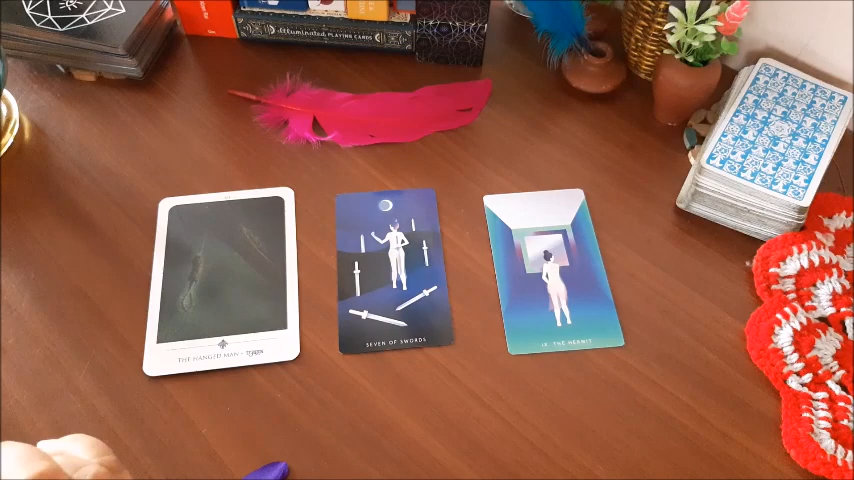 Illuminated PLAYING CARDS
THE HANGED MAN
SEVEN OF SWORDS
IX THE HERMIT